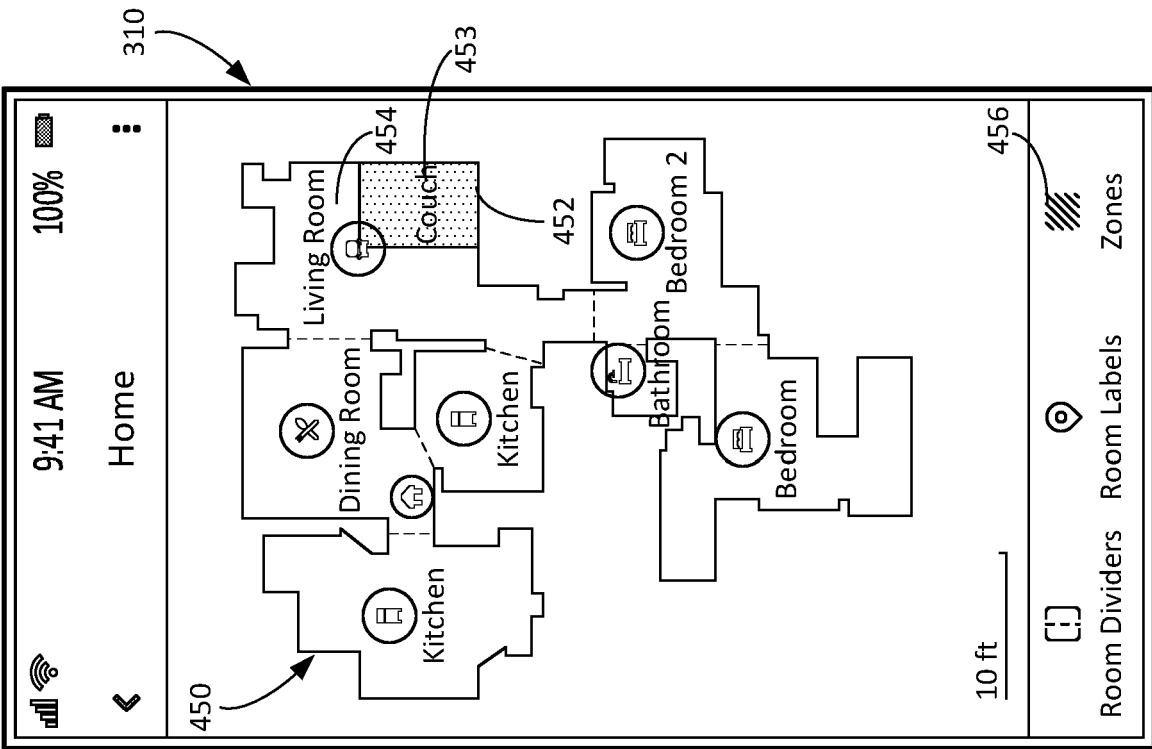 9:41 AM
100%
Home
310
450
Living Room
454
453
Couch
452
Dining Room
Kitchen
Kitchen
Bathroom
Bedroom 2
Bedroom
10 ft
456
Room Dividers
Room Labels
Zones